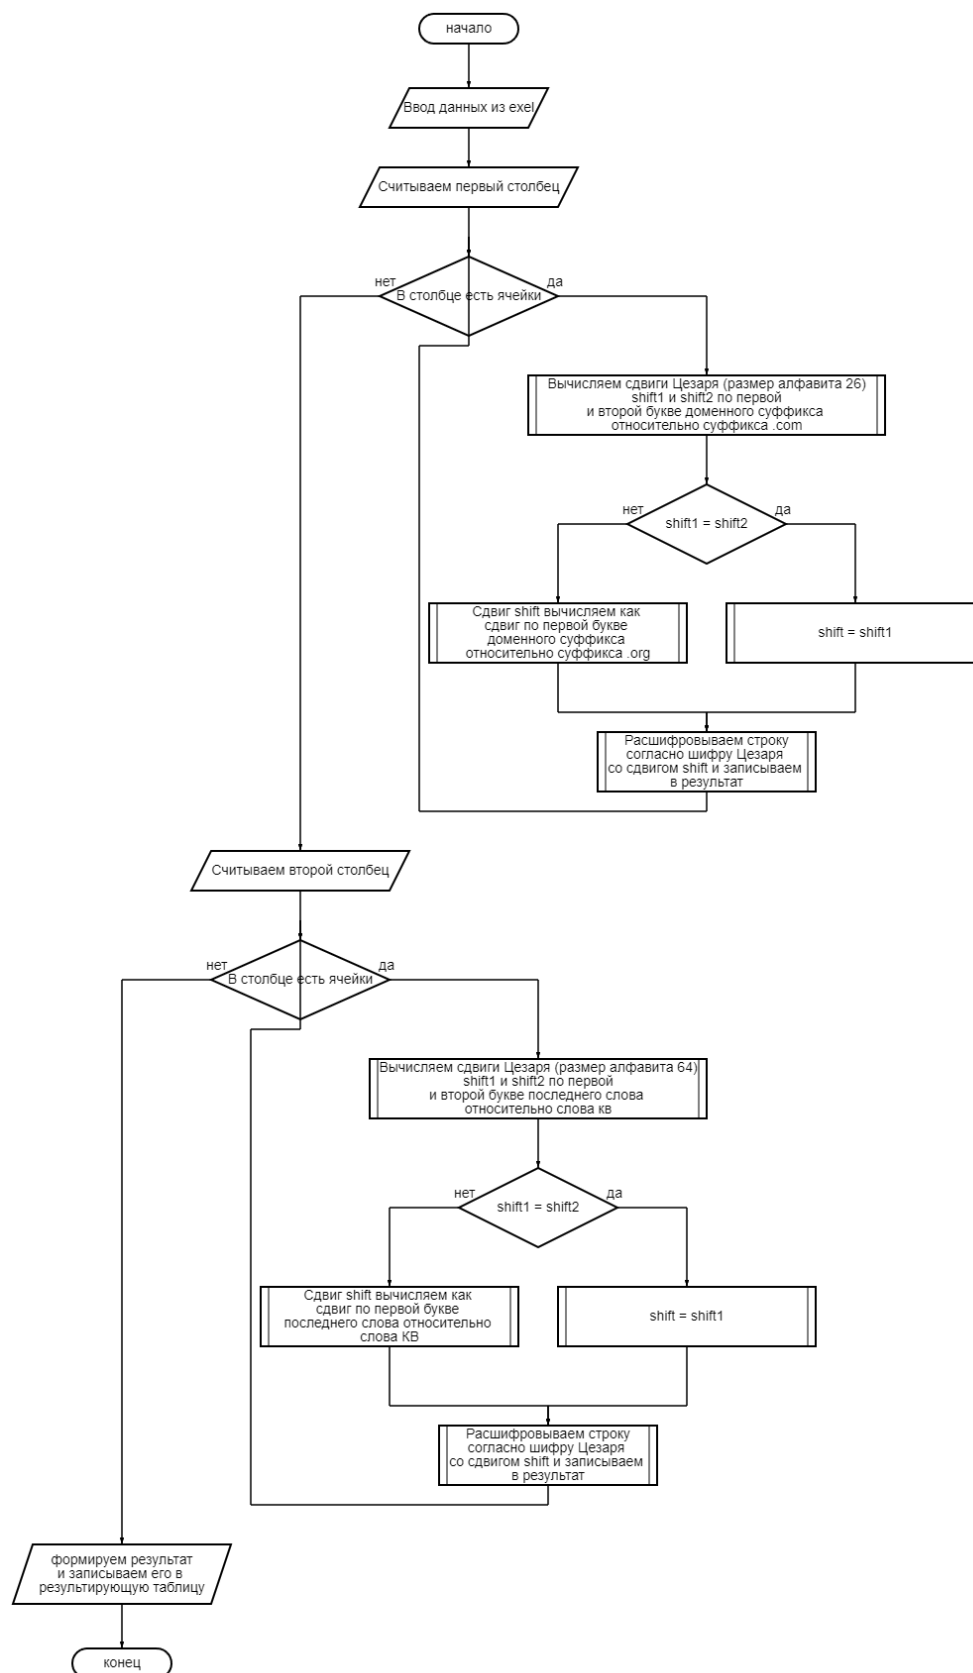 начало
Ввод данных из exel
Считываем первый столбец
нет
да
В столбце есть ячейки
Вычисляем сдвиги Цезаря (размер алфавита 26)
shift1 и shift2 по первой
и второй букве доменного суффикса
относительно суффикса .com
нет
да
shift1 = shift2
Сдвиг shift вычисляем как
сдвиг по первой букве
доменного суффикса
относительно суффикса .org
shift = shift1
Расшифровываем строку
согласно шифру Цезаря
со сдвигом shift и записываем
в результат
Считываем второй столбец
нет
да
В столбце есть ячейки
Вычисляем сдвиги Цезаря (размер алфавита 64)
shift1 и shift2 по первой
и второй букве последнего слова
относительно слова кв
нет
да
shift1 = shift2
Сдвиг shift вычисляем как
сдвиг по первой букве
последнего слова относительно
слова КВ
shift = shift1
Расшифровываем строку
согласно шифру Цезаря
со сдвигом shift и записываем
в результат
формируем результат
и записываем его в
результирующую таблицу
конец